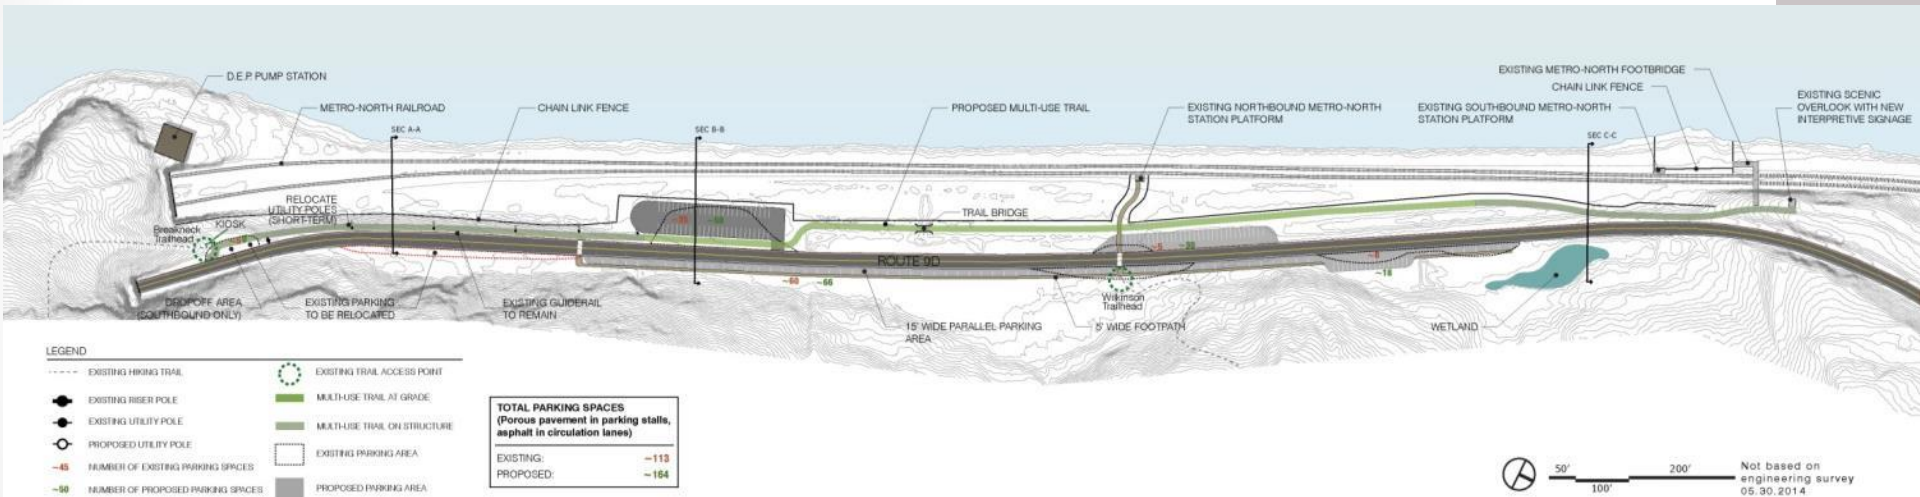 D.E.P. PUMP STATION
METRO-NORTH RAILROAD
CHAIN LINK FENCE
PROPOSED MULTI-USE TRAIL
EXISTING NORTHBOUND METRO-NORTH
STATION PLATFORM
EXISTING SOUTHBOUND METRO-NORTH
STATION PLATFORM
EXISTING METRO-NORTH FOOTBRIDGE
CHAIN LINK FENCE
EXISTING SCENIC
OVERLOOK WITH NEW
INTERPRETIVE SIGNAGE
SEC A-A
SEC B-B
SEC C-C
RELOCATE
UTILITY POLES
(SHORT-TERM)
KIOSK
Breakneck
Trailhead
TRAIL BRIDGE
ROUTE 9D
~5
~8
~16
~60
~66
DROPOFF AREA
(SOUTHBOUND ONLY)
EXISTING PARKING
TO BE RELOCATED
EXISTING GUIDERAIL
TO REMAIN
15' WIDE PARALLEL PARKING
AREA
5' WIDE FOOTPATH
Wilkinson
Trailhead
WETLAND
LEGEND
EXISTING HIKING TRAIL
EXISTING RISER POLE
EXISTING UTILITY POLE
PROPOSED UTILITY POLE
~45 NUMBER OF EXISTING PARKING SPACES
~50 NUMBER OF PROPOSED PARKING SPACES
EXISTING TRAIL ACCESS POINT
MULTI-USE TRAIL AT GRADE
MULTI-USE TRAIL ON STRUCTURE
EXISTING PARKING AREA
PROPOSED PARKING AREA
TOTAL PARKING SPACES
(Porous pavement in parking stalls,
asphalt in circulation lanes)
EXISTING: ~113
PROPOSED: ~164
50'
100'
200'
Not based on
engineering survey
05.30.2014